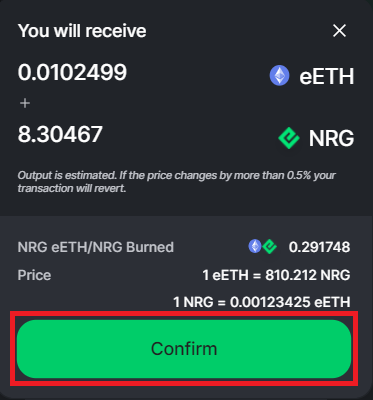 You will receive
0.0102499 eETH
+
8.30467 NRG
Output is estimated. If the price changes by more than 0.5% your
transaction will revert.
NRG eETH/NRG Burned 0.291748
Price 1 eETH = 810.212 NRG
1 NRG = 0.00123425 eETH
Confirm